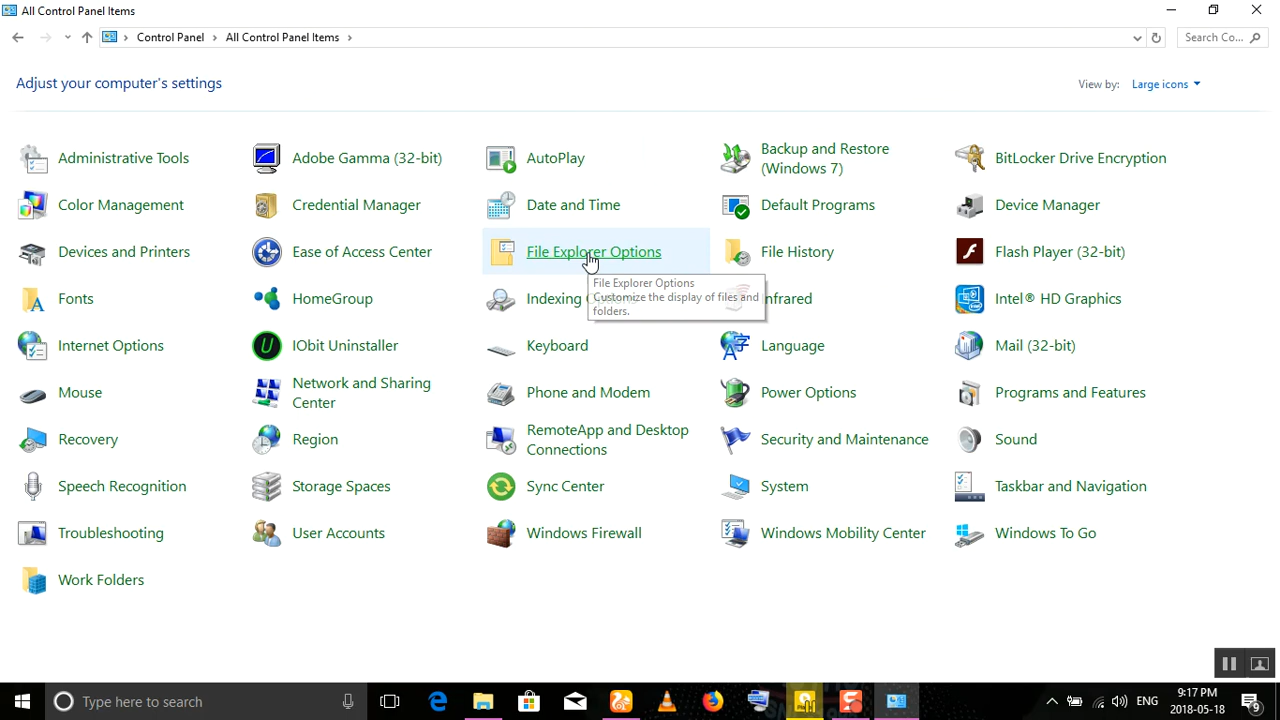 All Control Panel Items
Control Panel > All Control Panel Items >
Search Co...
Adjust your computer's settings
View by: Large icons
Administrative Tools
Adobe Gamma (32-bit)
AutoPlay
Backup and Restore
(Windows 7)
BitLocker Drive Encryption
Color Management
Credential Manager
Date and Time
Default Programs
Device Manager
Devices and Printers
Ease of Access Center
File Explorer Options
File History
Flash Player (32-bit)
File Explorer Options
Customize the display of files and
folders.
Fonts
HomeGroup
Indexing
nfrared
Intel® HD Graphics
Internet Options
IObit Uninstaller
Keyboard
Language
Mail (32-bit)
Mouse
Network and Sharing
Center
Phone and Modem
Power Options
Programs and Features
Recovery
Region
RemoteApp and Desktop
Connections
Security and Maintenance
Sound
Speech Recognition
Storage Spaces
Sync Center
System
Taskbar and Navigation
Troubleshooting
User Accounts
Windows Firewall
Windows Mobility Center
Windows To Go
Work Folders
Type here to search
ENG
9:17 PM
2018-05-18
9